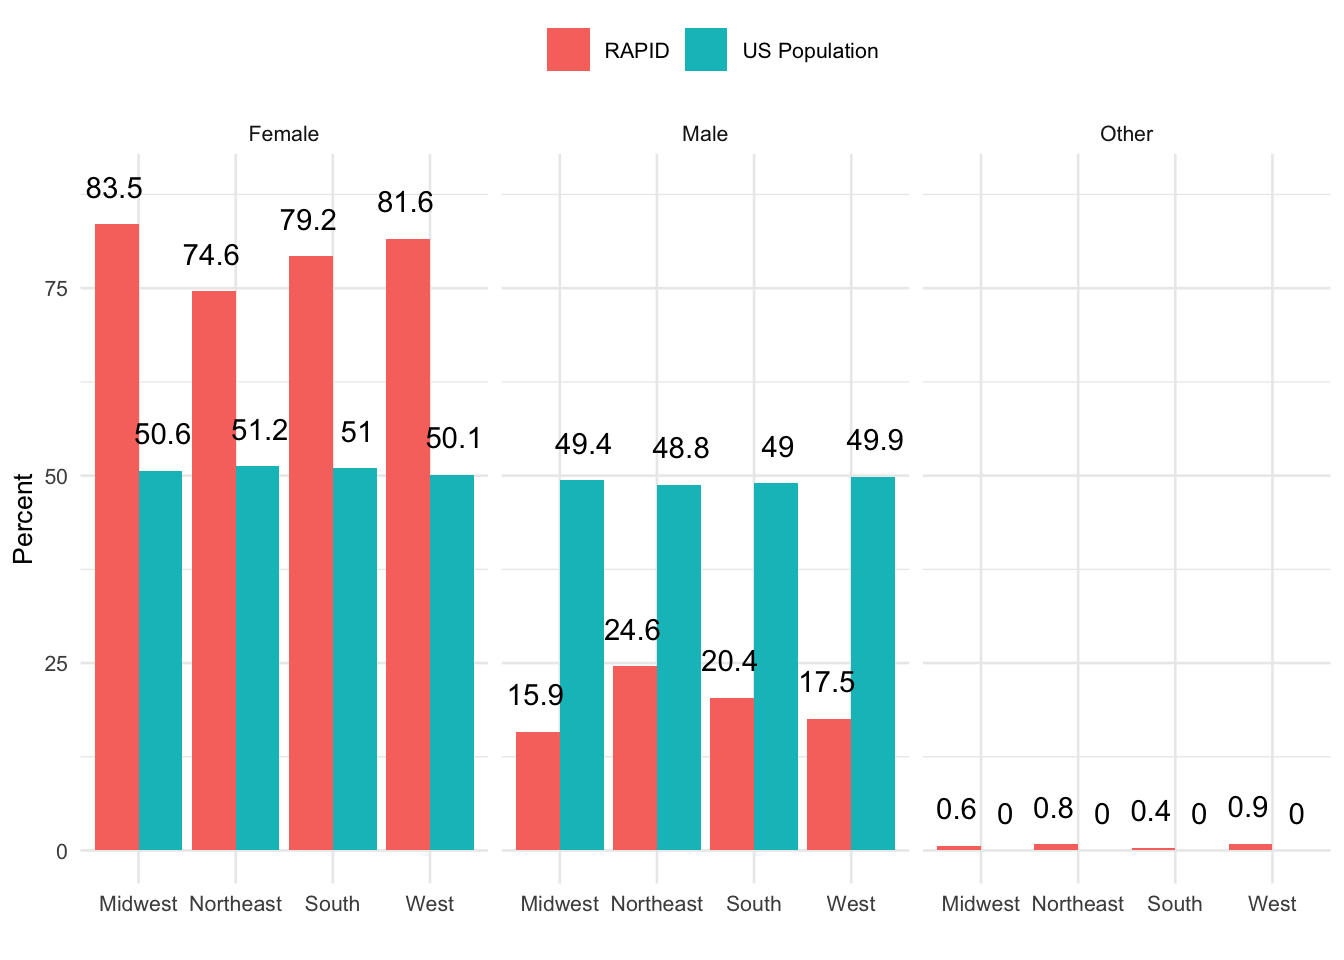 RAPID US Population
Female Male Other
83.5 74.6 79.2 81.6
50.6 51.2 51 50.1
49.4 48.8 49 49.9
15.9 24.6 20.4 17.5
0.6 0 0.8 0 0.4 0 0.9 0
Percent
75
50
25
0
Midwest Northeast South West Midwest Northeast South West Midwest Northeast South West